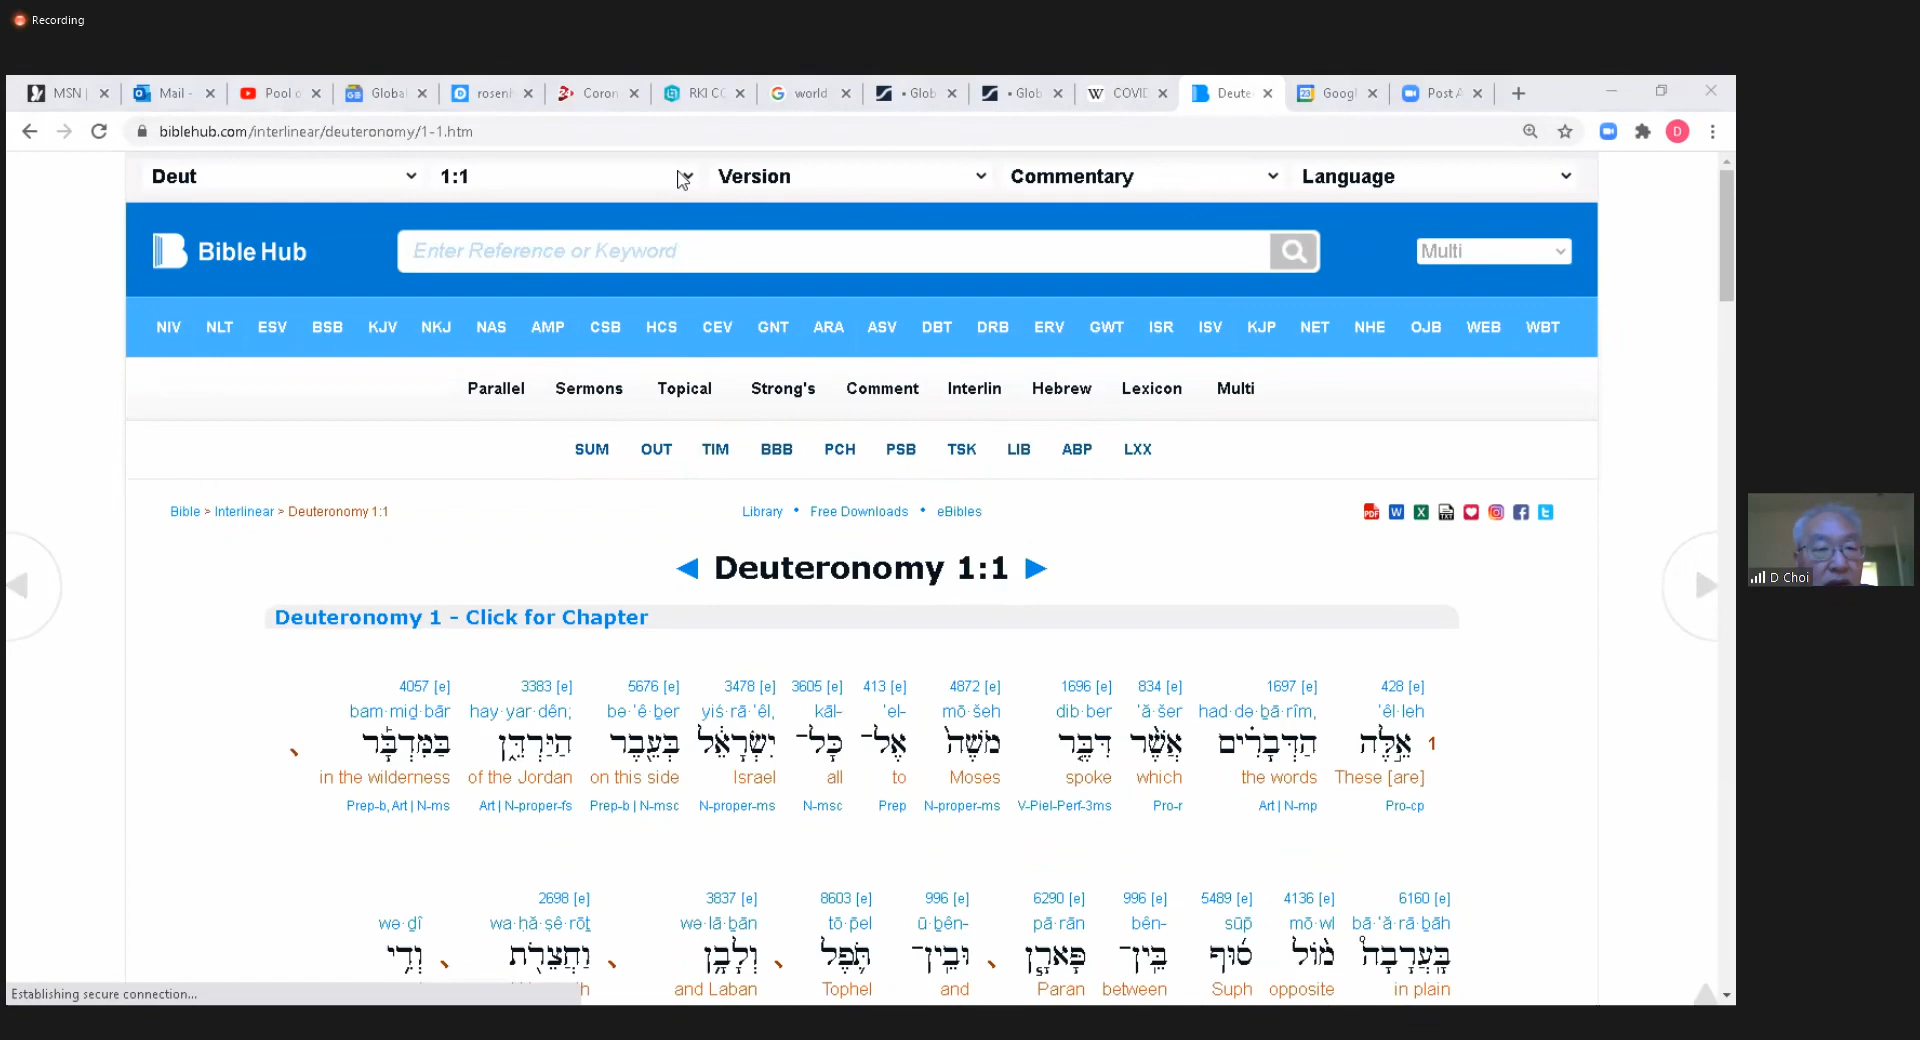 Recording
MSN | Mail - Pool o Global rosenh Coron RKI CO world • Glob • Glob COVID Deute Googl Post A
biblehub.com/interlinear/deuteronomy/1-1.htm D
Deut 1:1 Version Commentary Language
Bible Hub Enter Reference or Keyword Multi
NIV NLT ESV BSB KJV NKJ NAS AMP CSB HCS CEV GNT ARA ASV DBT DRB ERV GWT ISR ISV KJP NET NHE OJB WEB WBT
Parallel Sermons Topical Strong's Comment Interlin Hebrew Lexicon Multi
SUM OUT TIM BBB PCH PSB TSK LIB ABP LXX
Bible > Interlinear > Deuteronomy 1:1 Library • Free Downloads • eBibles
◄ Deuteronomy 1:1 ►
Deuteronomy 1 - Click for Chapter
4057 [e] 3383 [e] 5676 [e] 3478 [e] 3605 [e] 413 [e] 4872 [e] 1696 [e] 834 [e] 1697 [e] 428 [e]
bam·miḏ·bār hay·yar·dên; bə·'ê·ḇer yiś·rā·'êl, kāl- 'el- mō·šeh dib·ber 'ă·šer had·də·ḇā·rîm, 'êl·leh
1 אֵ֣לֶּה הַדְּבָרִ֗ים אֲשֶׁ֨ר דִּבֶּ֤ר מֹשֶׁה֙ אֶל־ כָּל־ יִשְׂרָאֵ֔ל בְּעֵ֖בֶר הַיַּרְדֵּ֑ן בַּמִּדְבָּ֡ר
in the wilderness of the Jordan on this side Israel all to Moses spoke which the words These [are]
Prep-b, Art | N-ms Art | N-proper-fs Prep-b | N-msc N-proper-ms N-msc Prep N-proper-ms V-Piel-Perf-3ms Pro-r Art | N-mp Pro-cp
2698 [e] 3837 [e] 8603 [e] 996 [e] 6290 [e] 996 [e] 5489 [e] 4136 [e] 6160 [e]
wə·ḏî wa·ḥă·ṣê·rōṯ wə·lā·ḇān tō·p̄el ū·ḇên- pā·rān bên- sūp̄ mō·wl bā·'ă·rā·ḇāh
בָּֽעֲרָבָה֩ מ֨וֹל ס֜וּף בֵּֽין־ פָּארָ֧ן וּבֵֽין־ תֹּ֛פֶל וְלָבָ֥ן וַחֲצֵרֹ֖ת וְדִ֥י
and Laban Tophel and Paran between Suph opposite in plain
Establishing secure connection...
D Choi